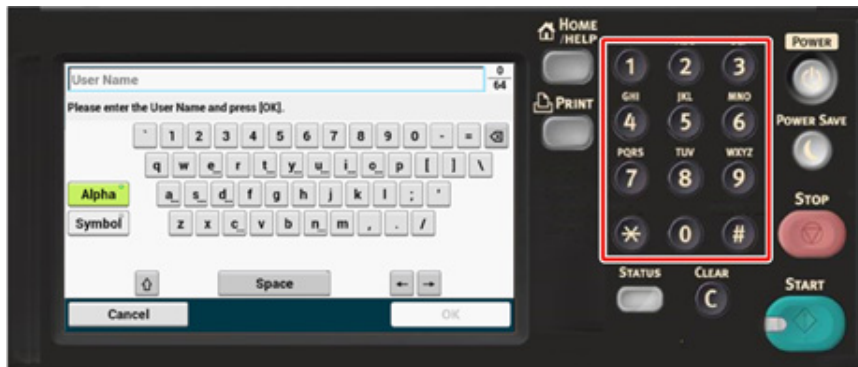 HOME
/HELP
POWER
User Name
0
64
Please enter the User Name and press [OK].
` 1 2 3 4 5 6 7 8 9 0 - =
q w e r t y u i o p [ ] \
Alpha
a s d f g h j k l ; '
Symbol
z x c v b n m , . /
Space
← →
Cancel
OK
PRINT
1 2 3
GHI JKL MNO
4 5 6
POWER SAVE
PQRS TUV WXYZ
7 8 9
STOP
* 0 #
STATUS
CLEAR
C
START